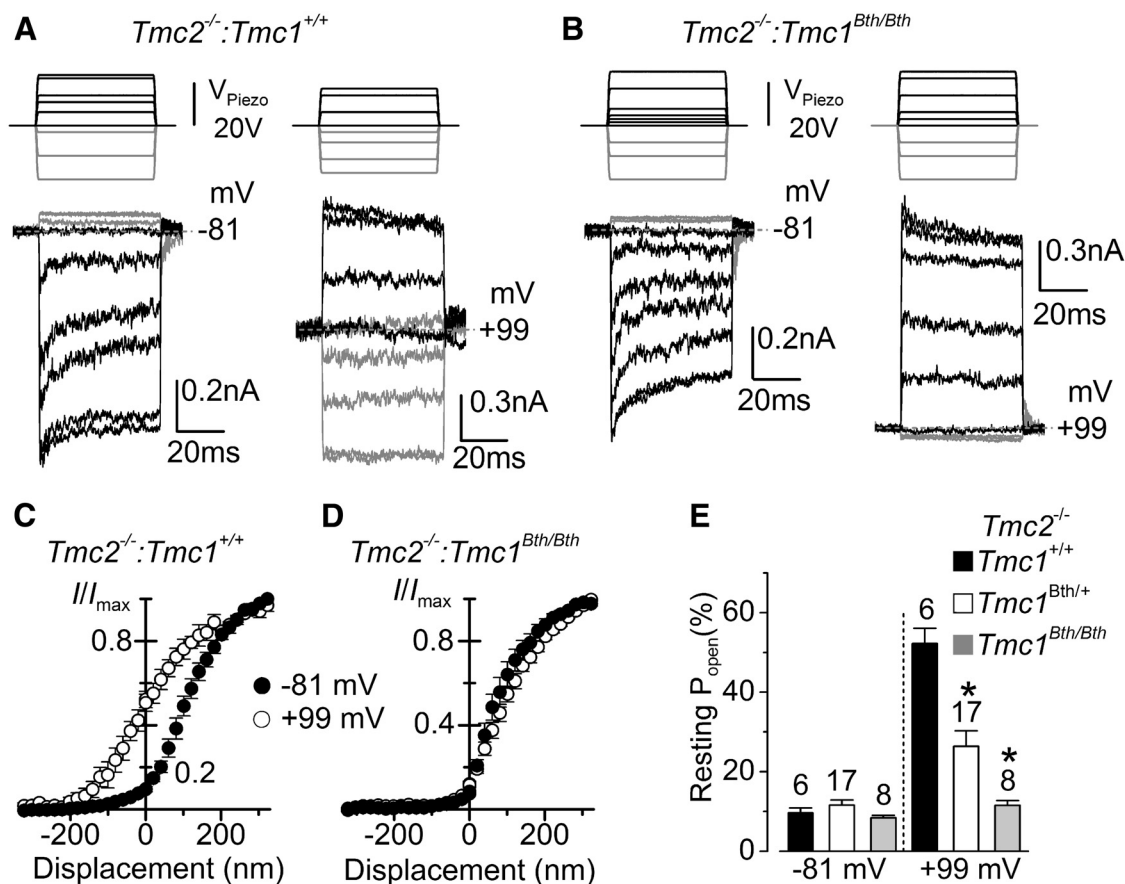 A
Tmc2-/-:Tmc1+/+
VPiezo
20V
mV
-81
0.2nA
20ms
mV
+99
0.3nA
20ms
B
Tmc2-/-:Tmc1Bth/Bth
VPiezo
20V
mV
-81
0.2nA
20ms
0.3nA
20ms
mV
+99
C
Tmc2-/-:Tmc1+/+
I/Imax
0.8
0.2
-200 0 200
Displacement (nm)
-81 mV
+99 mV
D
Tmc2-/-:Tmc1Bth/Bth
I/Imax
0.8
0.4
-200 0 200
Displacement (nm)
E
Tmc2-/-
Tmc1+/+
Tmc1Bth/+
Tmc1Bth/Bth
Resting Popen(%)
60
40
20
0
6 17 8
6
*
17
*
8
-81 mV +99 mV